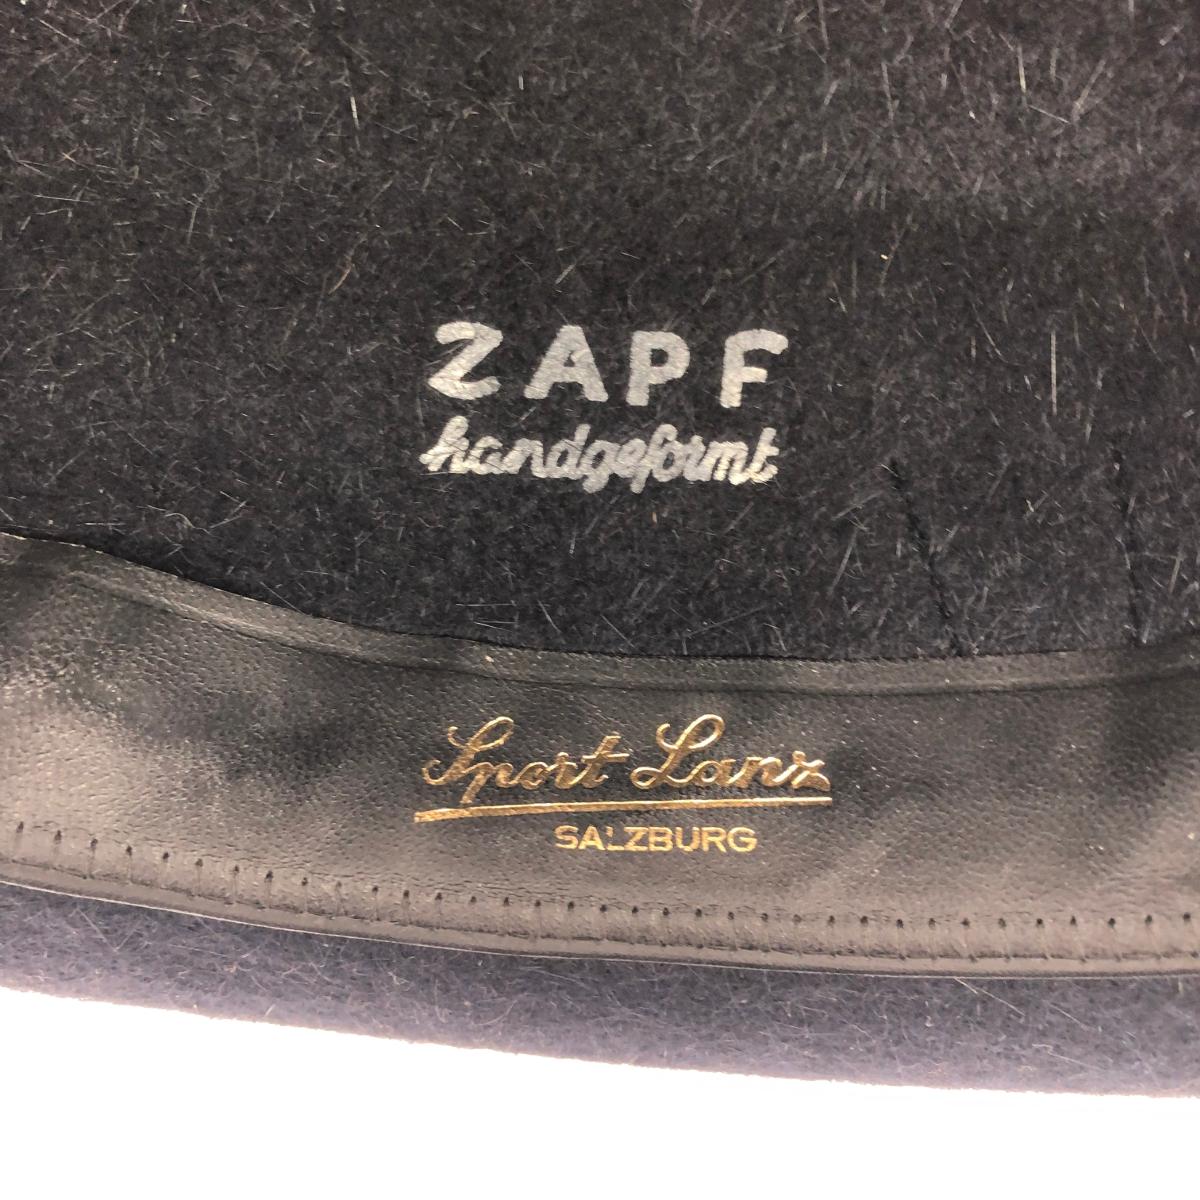 ZAPF
handgeformt
Sport Lanz
SALZBURG